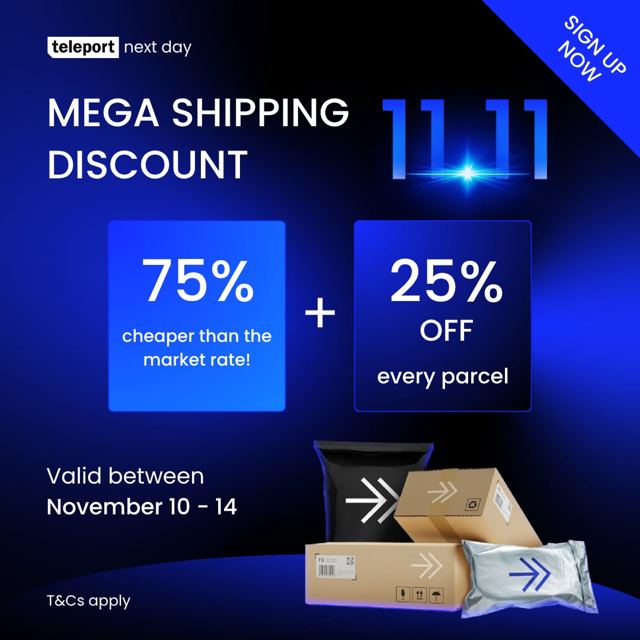 teleport next day
SIGN UP
NOW
MEGA SHIPPING
DISCOUNT
11.11
75%
cheaper than the
market rate!
+
25%
OFF
every parcel
Valid between
November 10 - 14
T&Cs apply